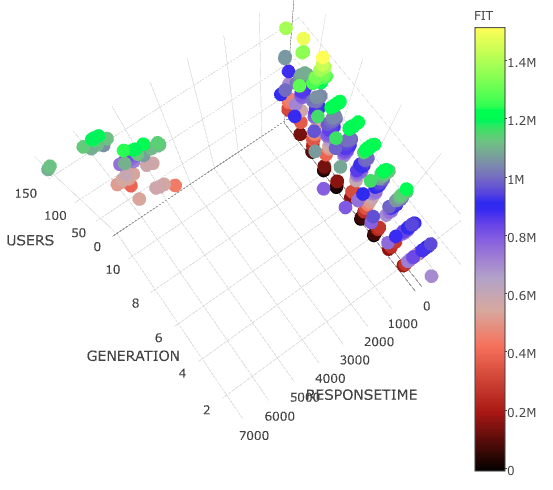 FIT
1.4M
1.2M
1M
0.8M
0.6M
0.4M
0.2M
0
150
100
50
0
USERS
10
8
6
4
2
GENERATION
0
1000
2000
3000
4000
5000
6000
7000
RESPONSETIME